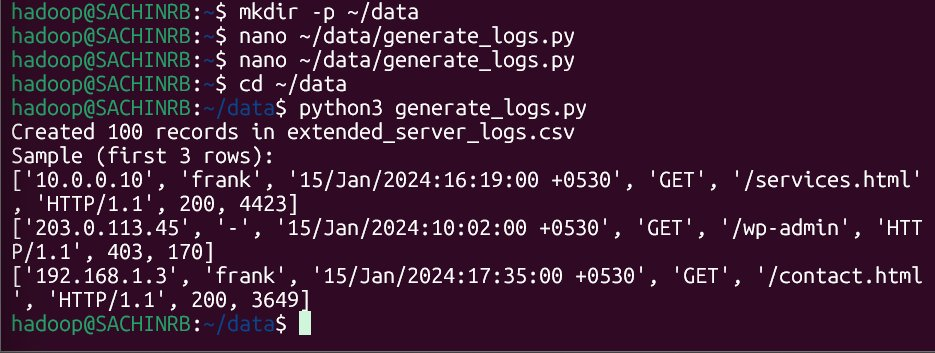 hadoop@SACHINRB:~$ mkdir -p ~/data
hadoop@SACHINRB:~$ nano ~/data/generate_logs.py
hadoop@SACHINRB:~$ nano ~/data/generate_logs.py
hadoop@SACHINRB:~$ cd ~/data
hadoop@SACHINRB:~/data$ python3 generate_logs.py
Created 100 records in extended_server_logs.csv
Sample (first 3 rows):
['10.0.0.10', 'frank', '15/Jan/2024:16:19:00 +0530', 'GET', '/services.html'
, 'HTTP/1.1', 200, 4423]
['203.0.113.45', '-', '15/Jan/2024:10:02:00 +0530', 'GET', '/wp-admin', 'HTT
P/1.1', 403, 170]
['192.168.1.3', 'frank', '15/Jan/2024:17:35:00 +0530', 'GET', '/contact.html
', 'HTTP/1.1', 200, 3649]
hadoop@SACHINRB:~/data$